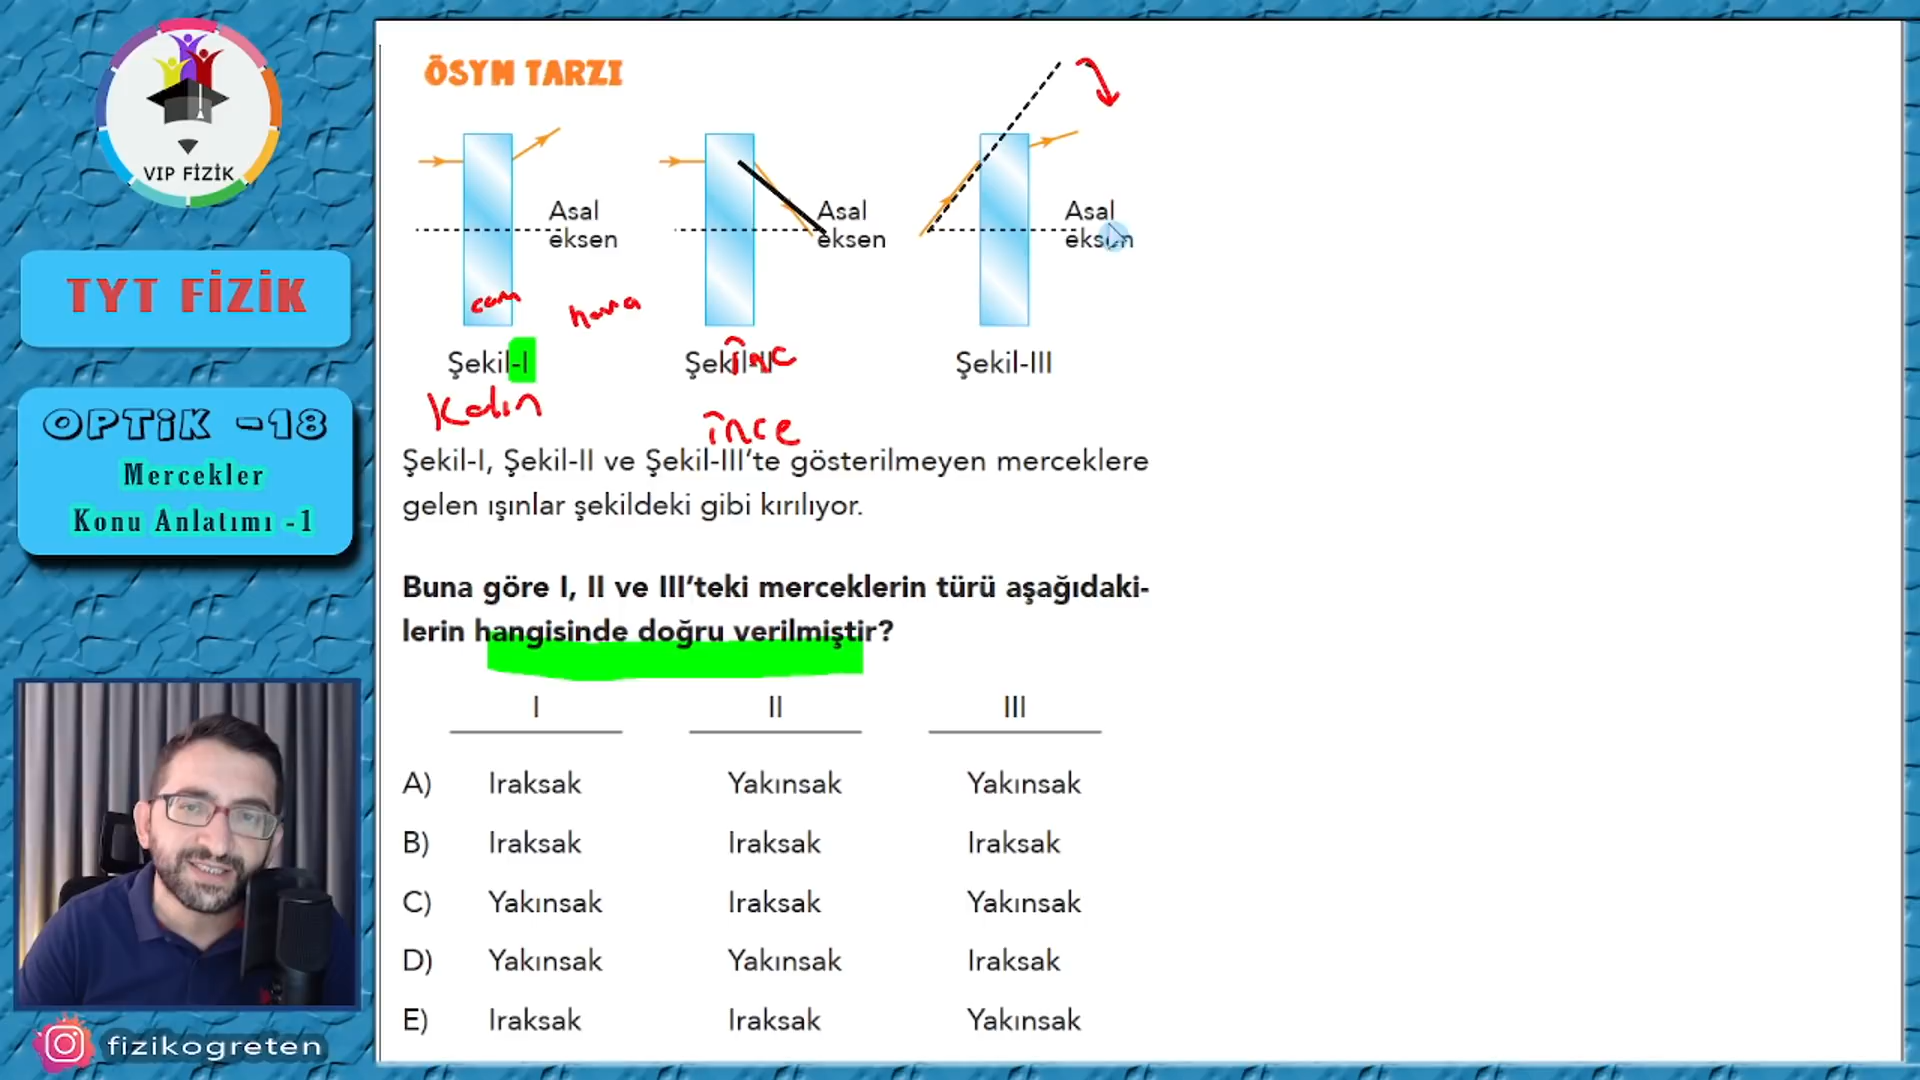 VIP FİZİK
TYT FİZİK
OPTiK -18
Mercekler
Konu Anlatımı -1
fizikogreten
ÖSYM TARZI
Asal
eksen
Asal
eksen
Asal
eksen
cam
hava
Şekil-I
Şekil-II
Şekil-III
inc
Kalın
ince
Şekil-I, Şekil-II ve Şekil-III’te gösterilmeyen merceklere
gelen ışınlar şekildeki gibi kırılıyor.
Buna göre I, II ve III’teki merceklerin türü aşağıdaki-
lerin hangisinde doğru verilmiştir?
I II III
A) Iraksak Yakınsak Yakınsak
B) Iraksak Iraksak Iraksak
C) Yakınsak Iraksak Yakınsak
D) Yakınsak Yakınsak Iraksak
E) Iraksak Iraksak Yakınsak